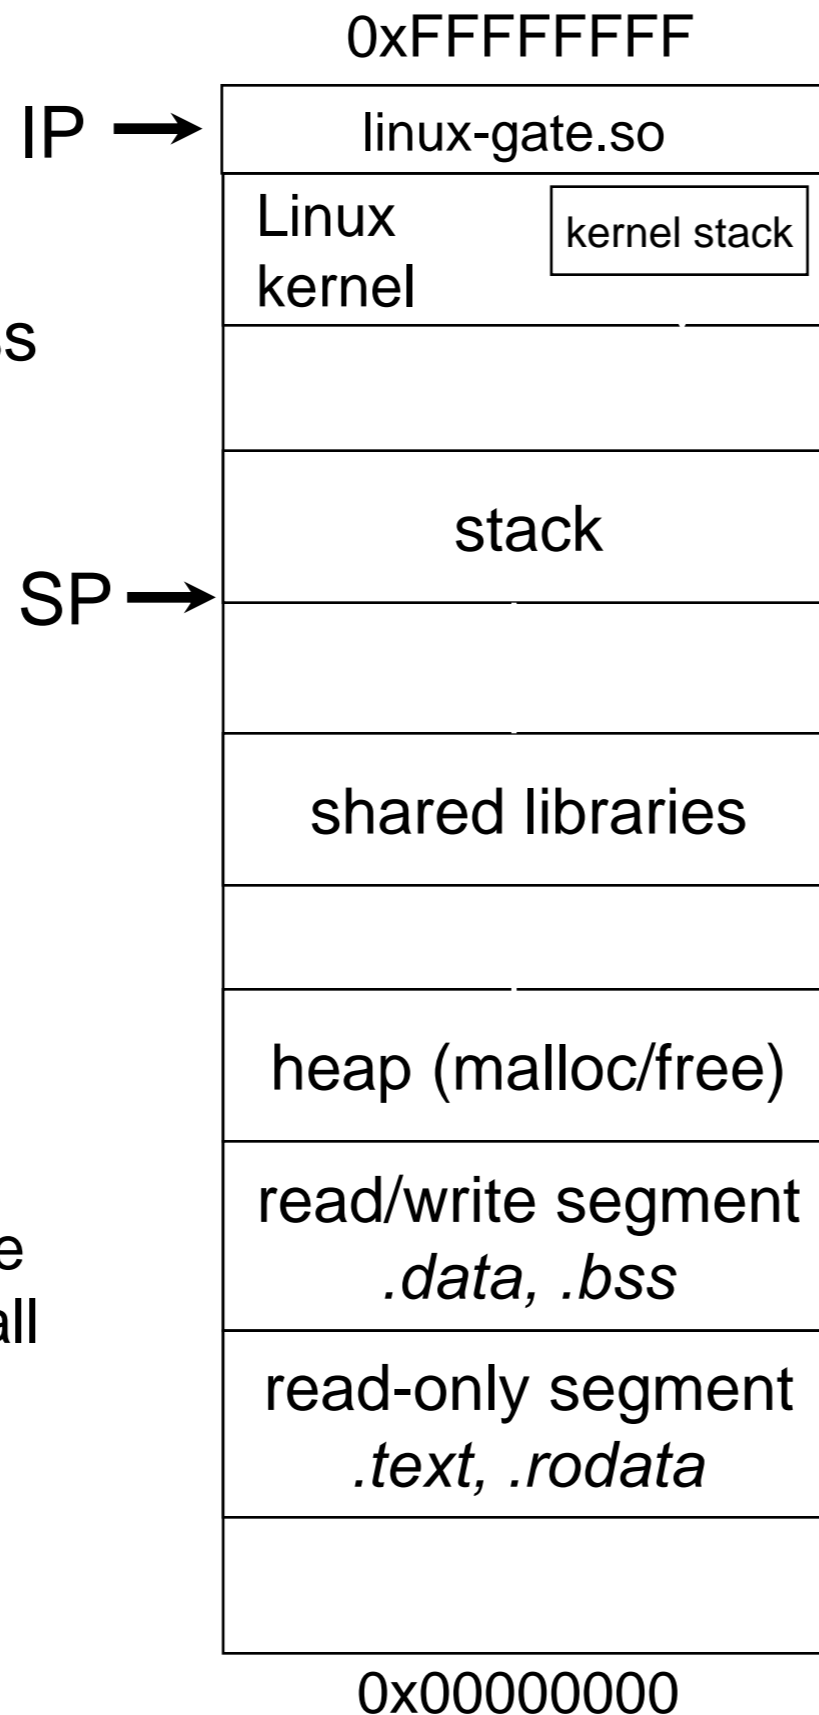 0xFFFFFFFF
IP
linux-gate.so
Linux
kernel
kernel stack
stack
SP
shared libraries
heap (malloc/free)
read/write segment
.data, .bss
read-only segment
.text, .rodata
0x00000000